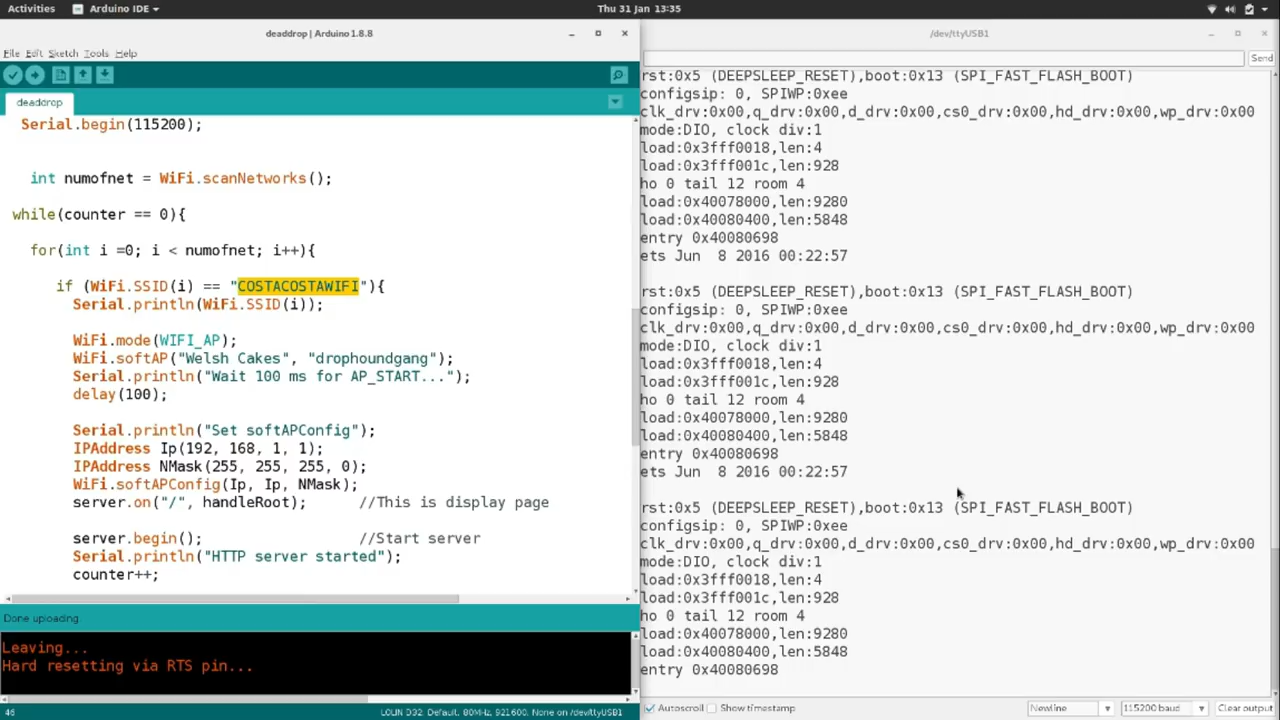 Activities
Arduino IDE
Thu 31 Jan 13:35
deaddrop | Arduino 1.8.8
File Edit Sketch Tools Help
deaddrop
Serial.begin(115200);
int numofnet = WiFi.scanNetworks();
while(counter == 0){
for(int i =0; i < numofnet; i++){
if (WiFi.SSID(i) == "COSTACOSTAWIFI"){
Serial.println(WiFi.SSID(i));
WiFi.mode(WIFI_AP);
WiFi.softAP("Welsh Cakes", "drophoundgang");
Serial.println("Wait 100 ms for AP_START...");
delay(100);
Serial.println("Set softAPConfig");
IPAddress Ip(192, 168, 1, 1);
IPAddress NMask(255, 255, 255, 0);
WiFi.softAPConfig(Ip, Ip, NMask);
server.on("/", handleRoot); //This is display page
server.begin(); //Start server
Serial.println("HTTP server started");
counter++;
Done uploading.
Leaving...
Hard resetting via RTS pin...
46
LOLIN D32, Default, 80MHz, 921600, None on /dev/ttyUSB1
/dev/ttyUSB1
Send
rst:0x5 (DEEPSLEEP_RESET),boot:0x13 (SPI_FAST_FLASH_BOOT)
configsip: 0, SPIWP:0xee
clk_drv:0x00,q_drv:0x00,d_drv:0x00,cs0_drv:0x00,hd_drv:0x00,wp_drv:0x00
mode:DIO, clock div:1
load:0x3fff0018,len:4
load:0x3fff001c,len:928
ho 0 tail 12 room 4
load:0x40078000,len:9280
load:0x40080400,len:5848
entry 0x40080698
ets Jun  8 2016 00:22:57
rst:0x5 (DEEPSLEEP_RESET),boot:0x13 (SPI_FAST_FLASH_BOOT)
configsip: 0, SPIWP:0xee
clk_drv:0x00,q_drv:0x00,d_drv:0x00,cs0_drv:0x00,hd_drv:0x00,wp_drv:0x00
mode:DIO, clock div:1
load:0x3fff0018,len:4
load:0x3fff001c,len:928
ho 0 tail 12 room 4
load:0x40078000,len:9280
load:0x40080400,len:5848
entry 0x40080698
ets Jun  8 2016 00:22:57
rst:0x5 (DEEPSLEEP_RESET),boot:0x13 (SPI_FAST_FLASH_BOOT)
configsip: 0, SPIWP:0xee
clk_drv:0x00,q_drv:0x00,d_drv:0x00,cs0_drv:0x00,hd_drv:0x00,wp_drv:0x00
mode:DIO, clock div:1
load:0x3fff0018,len:4
load:0x3fff001c,len:928
ho 0 tail 12 room 4
load:0x40078000,len:9280
load:0x40080400,len:5848
entry 0x40080698
Autoscroll
Show timestamp
Newline
115200 baud
Clear output